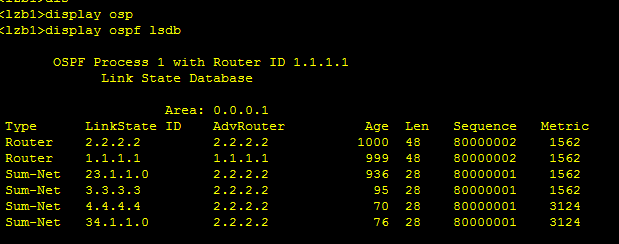 <lzb1>display osp
<lzb1>display ospf lsdb
OSPF Process 1 with Router ID 1.1.1.1
Link State Database
Area: 0.0.0.1
Type LinkState ID AdvRouter Age Len Sequence Metric
Router 2.2.2.2 2.2.2.2 1000 48 80000002 1562
Router 1.1.1.1 1.1.1.1 999 48 80000002 1562
Sum-Net 23.1.1.0 2.2.2.2 936 28 80000001 1562
Sum-Net 3.3.3.3 2.2.2.2 95 28 80000001 1562
Sum-Net 4.4.4.4 2.2.2.2 70 28 80000001 3124
Sum-Net 34.1.1.0 2.2.2.2 76 28 80000001 3124